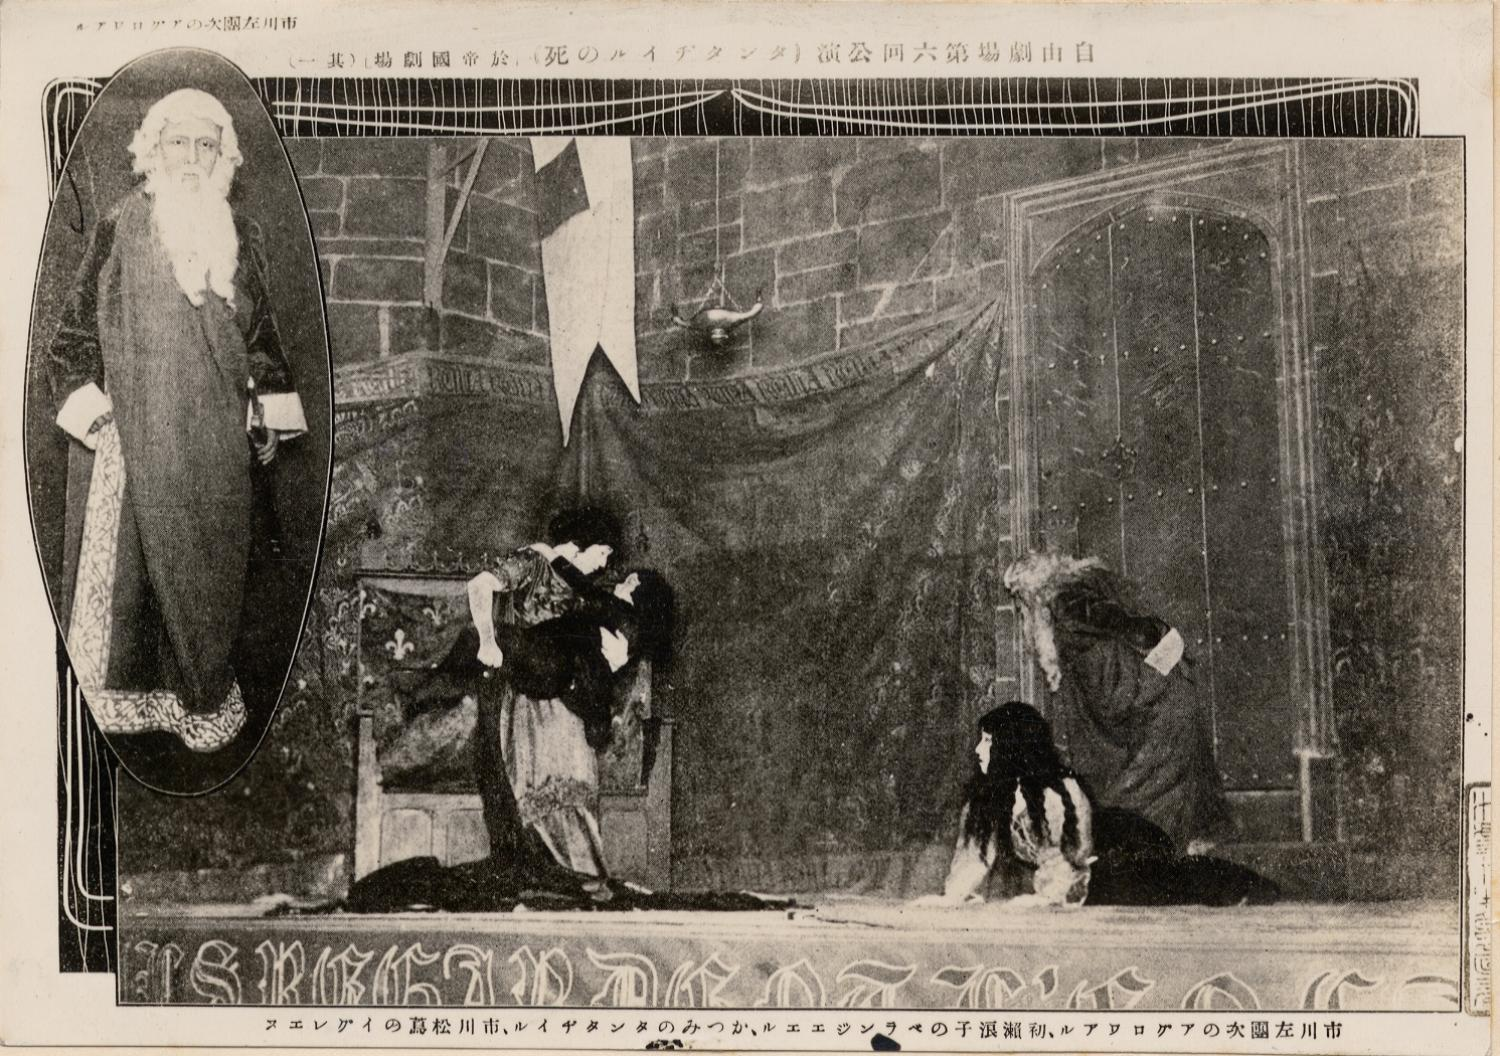 市川左團次のアグロワアル
自由劇場第六回公演(タンタヂイルの死)於帝國劇場(其一)
市川左團次のアグロワアル、初瀨浪子のベランジエエル、かつみのタンタヂイル、市川松蔦のイグレエヌ